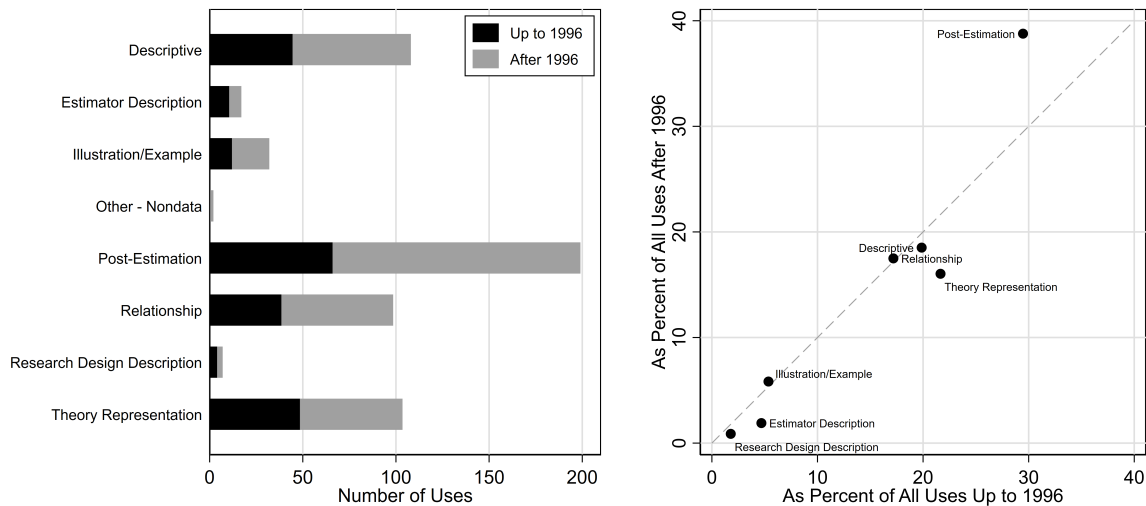 Descriptive
Estimator Description
Illustration/Example
Other - Nondata
Post-Estimation
Relationship
Research Design Description
Theory Representation
Up to 1996
After 1996
0 50 100 150 200
Number of Uses
40
30
20
10
0
As Percent of All Uses After 1996
Post-Estimation
Descriptive
Relationship
Theory Representation
Illustration/Example
Estimator Description
Research Design Description
0 10 20 30 40
As Percent of All Uses Up to 1996